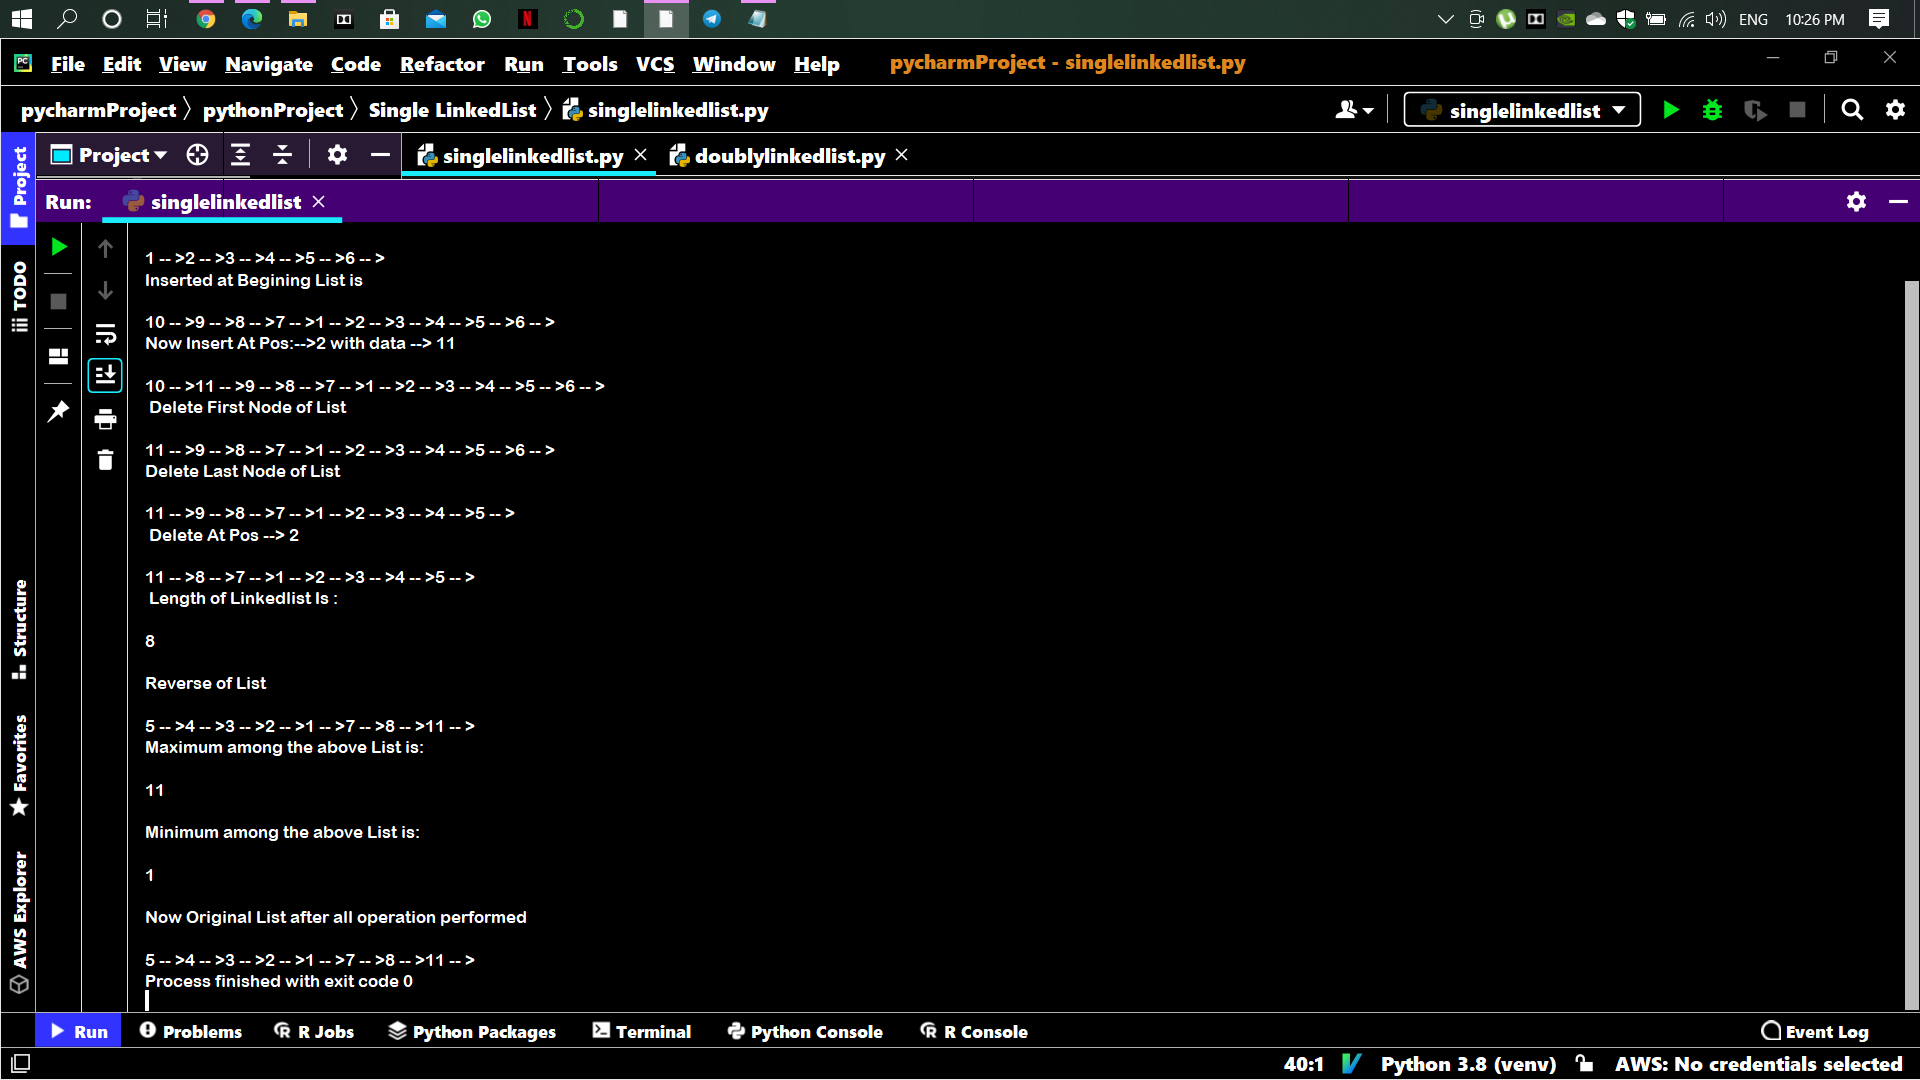 ENG 10:26 PM
File Edit View Navigate Code Refactor Run Tools VCS Window Help pycharmProject - singlelinkedlist.py
pycharmProject 〉 pythonProject 〉 Single LinkedList 〉 singlelinkedlist.py singlelinkedlist
Project singlelinkedlist.py doublylinkedlist.py
Run: singlelinkedlist
Project
TODO
Structure
Favorites
AWS Explorer
1 -- >2 -- >3 -- >4 -- >5 -- >6 -- >
Inserted at Begining List is
10 -- >9 -- >8 -- >7 -- >1 -- >2 -- >3 -- >4 -- >5 -- >6 -- >
Now Insert At Pos:-->2 with data --> 11
10 -- >11 -- >9 -- >8 -- >7 -- >1 -- >2 -- >3 -- >4 -- >5 -- >6 -- >
Delete First Node of List
11 -- >9 -- >8 -- >7 -- >1 -- >2 -- >3 -- >4 -- >5 -- >6 -- >
Delete Last Node of List
11 -- >9 -- >8 -- >7 -- >1 -- >2 -- >3 -- >4 -- >5 -- >
Delete At Pos --> 2
11 -- >8 -- >7 -- >1 -- >2 -- >3 -- >4 -- >5 -- >
Length of Linkedlist Is :
8
Reverse of List
5 -- >4 -- >3 -- >2 -- >1 -- >7 -- >8 -- >11 -- >
Maximum among the above List is:
11
Minimum among the above List is:
1
Now Original List after all operation performed
5 -- >4 -- >3 -- >2 -- >1 -- >7 -- >8 -- >11 -- >
Process finished with exit code 0
Run Problems R Jobs Python Packages Terminal Python Console R Console Event Log
40:1 Python 3.8 (venv) AWS: No credentials selected